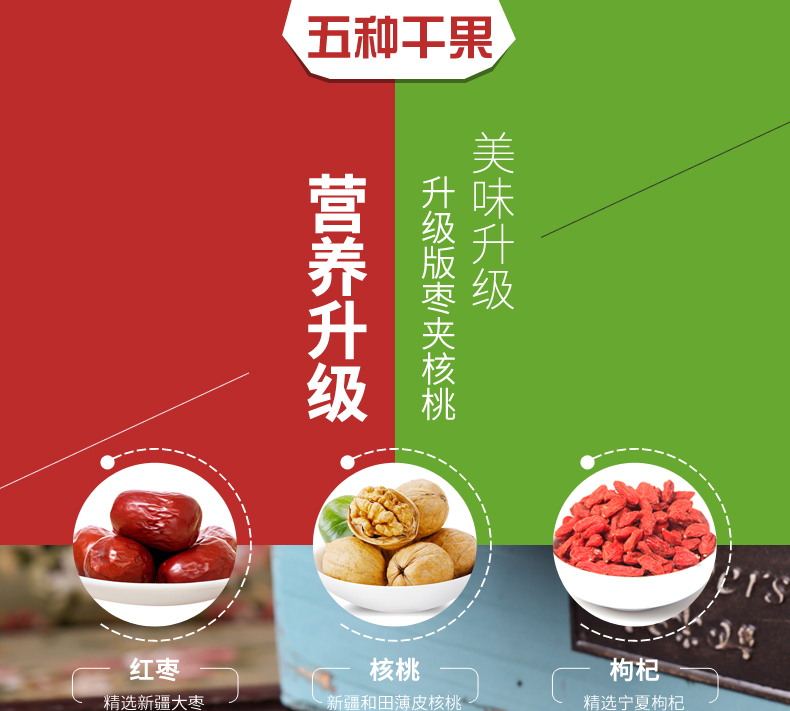 五种干果
营养升级
美味升级
升级版枣夹核桃
红枣
精选新疆大枣
核桃
新疆和田薄皮核桃
枸杞
精选宁夏枸杞